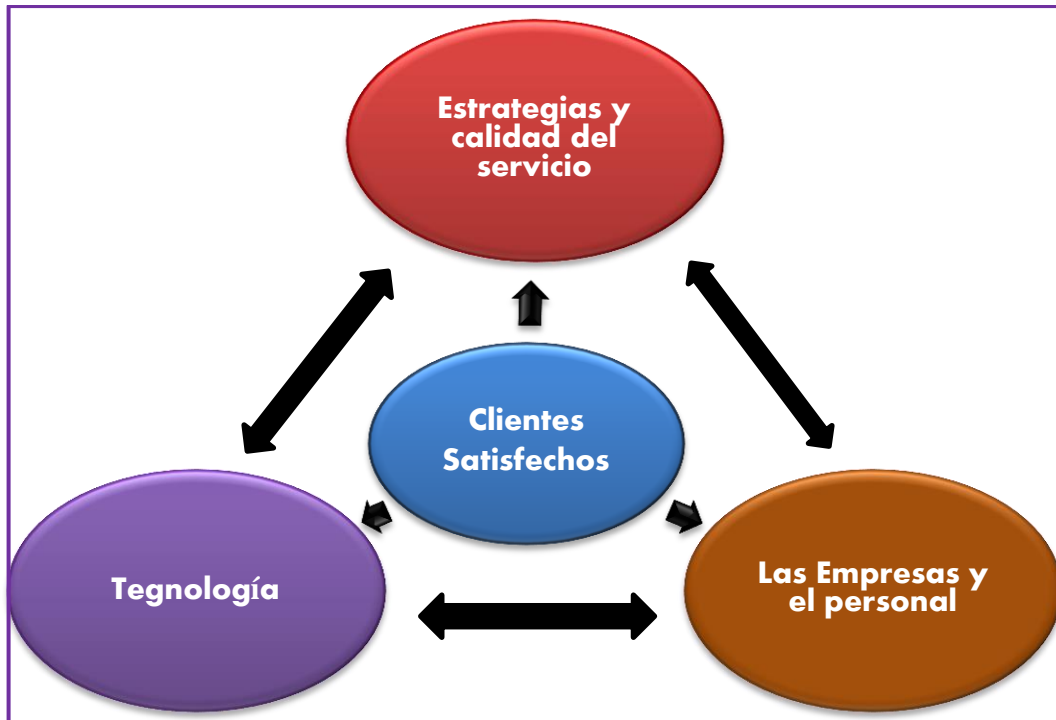 Estrategias y
calidad del
servicio
Clientes
Satisfechos
Tegnología
Las Empresas y
el personal